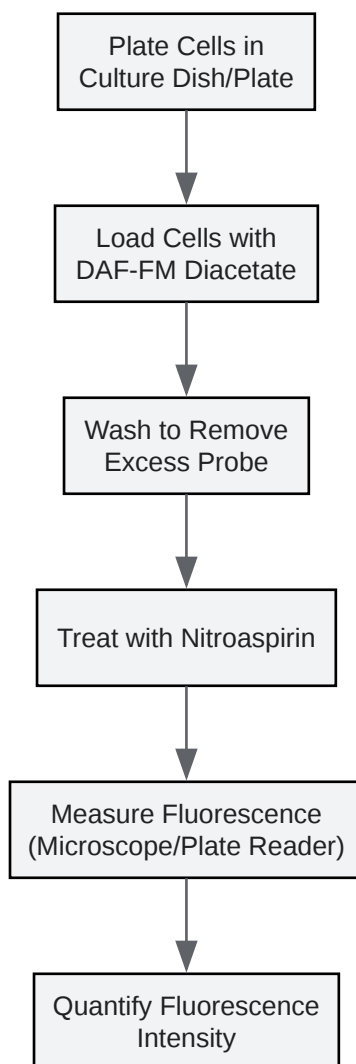 Plate Cells in
Culture Dish/Plate
Load Cells with
DAF-FM Diacetate
Wash to Remove
Excess Probe
Treat with Nitroaspirin
Measure Fluorescence
(Microscope/Plate Reader)
Quantify Fluorescence
Intensity